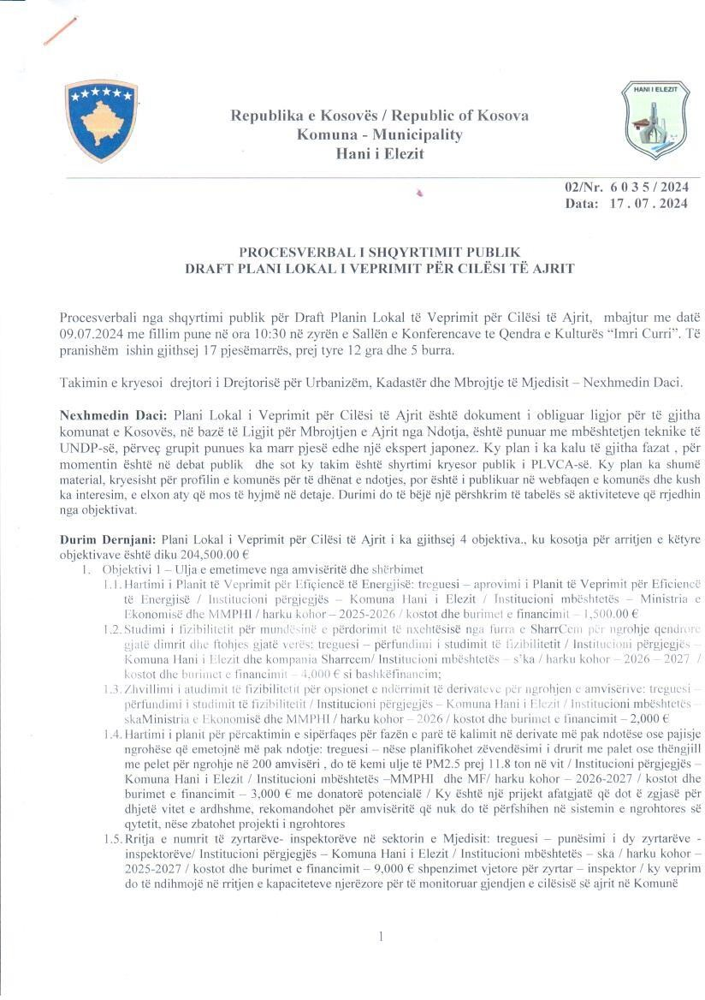 HANI I ELEZIT
Republika e Kosovës / Republic of Kosova
Komuna - Municipality
Hani i Elezit
02/Nr. 6 0 3 5 / 2024
Data: 17 . 07 . 2024
PROCESVERBAL I SHQYRTIMIT PUBLIK
DRAFT PLANI LOKAL I VEPRIMIT PËR CILËSI TË AJRIT
Procesverbali nga shqyrtimi publik për Draft Planin Lokal të Veprimit për Cilësi të Ajrit, mbajtur me datë
09.07.2024 me fillim pune në ora 10:30 në zyrën e Sallën e Konferencave te Qendra e Kulturës “Imri Curri”. Të
pranishëm ishin gjithsej 17 pjesëmarrës, prej tyre 12 gra dhe 5 burra.
Takimin e kryesoi drejtori i Drejtorisë për Urbanizëm, Kadastër dhe Mbrojtje të Mjedisit – Nexhmedin Daci.
Nexhmedin Daci: Plani Lokal i Veprimit për Cilësi të Ajrit është dokument i obliguar ligjor për të gjitha
komunat e Kosovës, në bazë të Ligjit për Mbrojtjen e Ajrit nga Ndotja, është punuar me mbështetjen teknike të
UNDP-së, përveç grupit punues ka marr pjesë edhe një ekspert japonez. Ky plan i ka kalu të gjitha fazat , për
momentin është në debat publik dhe sot ky takim është shyrtimi kryesor publik i PLVCA-së. Ky plan ka shumë
material, kryesisht për profilin e komunës për të dhënat e ndotjes, por është i publikuar në webfaqen e komunës dhe kush
ka interesim, e elxon aty që mos të hyjmë në detaje. Durimi do të bëjë një përshkrim të tabelës së aktiviteteve që rrjedhin
nga objektivat.
Durim Dernjani: Plani Lokal i Veprimit për Cilësi të Ajrit i ka gjithsej 4 objektiva., ku kosotja për arritjen e këtyre
objektivave është diku 204,500.00 €
1. Objektivi 1 – Ulja e emetimeve nga amvisëritë dhe shërbimet
1.1. Hartimi i Planit të Veprimit për Efiçiencë të Energjisë: treguesi – aprovimi i Planit të Veprimit për Eficiencë
të Energjisë / Institucioni përgjegjës – Komuna Hani i Elezit / Institucioni mbështetës – Ministria e
Ekonomisë dhe MMPHI / harku kohor – 2025-2026 / kostot dhe burimet e financimit – 1,500.00 €
1.2. Studimi i fizibilitetit për mundësinë e përdorimit të nxehtësisë nga furra e SharrCem për ngrohje qendrore
gjatë dimrit dhe ftohjes gjatë verës: treguesi – përfundimi i studimit të fizibilitetit / Institucioni përgjegjës –
Komuna Hani i Elezit dhe kompania Sharrcem/ Institucioni mbështetës – s’ka / harku kohor – 2026 – 2027 /
kostot dhe burimet e financimit – 4,000 € si bashkëfinancim;
1.3. Zhvillimi i atudimit të fizibilitetit për opsionet e ndërrimit të derivateve për ngrohjen e amvisërive: treguesi –
përfundimi i studimit të fizibilitetit / Institucioni përgjegjës – Komuna Hani i Elezit / Institucioni mbështetës –
skaMinistria e Ekonomisë dhe MMPHI / harku kohor – 2026 / kostot dhe burimet e financimit – 2,000 €
1.4. Hartimi i planit për përcaktimin e sipërfaqes për fazën e parë të kalimit në derivate më pak ndotëse ose pajisje
ngrohëse që emetojnë më pak ndotje: treguesi – nëse planifikohet zëvendësimi i drurit me palet ose thëngjill
me pelet për ngrohje në 200 amvisëri , do të kemi ulje të PM2.5 prej 11.8 ton në vit / Institucioni përgjegjës –
Komuna Hani i Elezit / Institucioni mbështetës –MMPHI dhe MF/ harku kohor – 2026-2027 / kostot dhe
burimet e financimit – 3,000 € me donatorë potencialë / Ky është një prijekt afatgjatë që dot ë zgjasë për
dhjetë vitet e ardhshme, rekomandohet për amvisëritë që nuk do të përfshihen në sistemin e ngrohtores së
qytetit, nëse zbatohet projekti i ngrohtores
1.5. Rritja e numrit të zyrtarëve- inspektorëve në sektorin e Mjedisit: treguesi – punësimi i dy zyrtarëve -
inspektorëve/ Institucioni përgjegjës – Komuna Hani i Elezit / Institucioni mbështetës – ska / harku kohor –
2025-2027 / kostot dhe burimet e financimit – 9,000 € shpenzimet vjetore për zyrtar – inspektor / ky veprim
do të ndihmojë në rritjen e kapaciteteve njerëzore për të monitoruar gjendjen e cilësisë së ajrit në Komunë
1